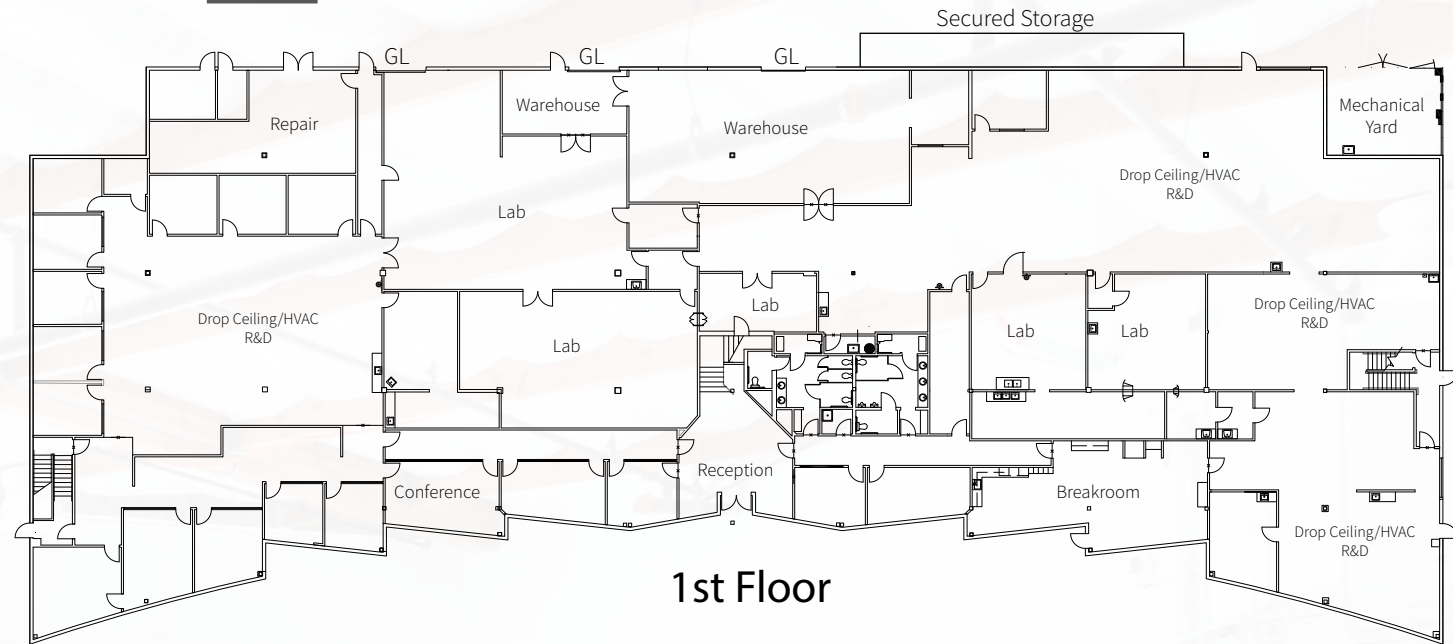 Secured Storage
GL
GL
GL
Repair
Warehouse
Warehouse
Mechanical
Yard
Drop Ceiling/HVAC
R&D
Lab
Drop Ceiling/HVAC
R&D
Lab
Lab
Lab
Lab
Drop Ceiling/HVAC
R&D
Conference
Reception
Breakroom
Drop Ceiling/HVAC
R&D
1st Floor